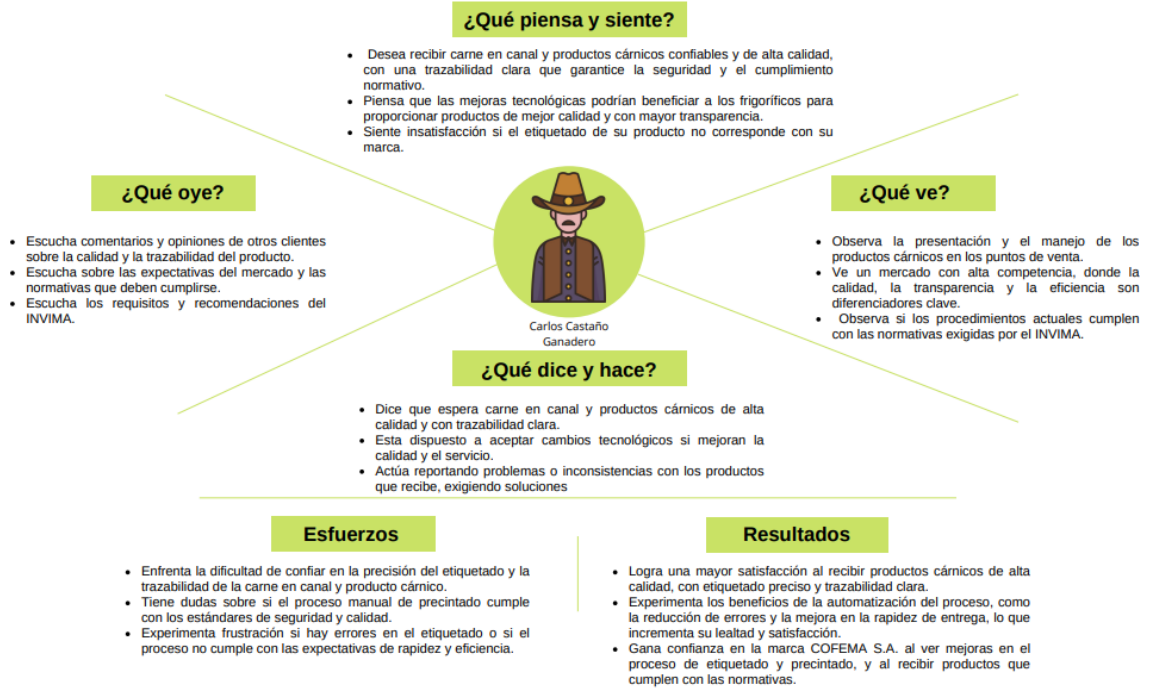 ¿Qué piensa y siente?
• Desea recibir carne en canal y productos cárnicos confiables y de alta calidad,
con una trazabilidad clara que garantice la seguridad y el cumplimiento
normativo.
• Piensa que las mejoras tecnológicas podrían beneficiar a los frigoríficos para
proporcionar productos de mejor calidad y con mayor transparencia.
• Siente insatisfacción si el etiquetado de su producto no corresponde con su
marca.
¿Qué oye?
• Escucha comentarios y opiniones de otros clientes
sobre la calidad y la trazabilidad del producto.
• Escucha sobre las expectativas del mercado y las
normativas que deben cumplirse.
• Escucha los requisitos y recomendaciones del
INVIMA.
¿Qué ve?
• Observa la presentación y el manejo de los
productos cárnicos en los puntos de venta.
• Ve un mercado con alta competencia, donde la
calidad, la transparencia y la eficiencia son
diferenciadores clave.
• Observa si los procedimientos actuales cumplen
con las normativas exigidas por el INVIMA.
Carlos Castaño
Ganadero
¿Qué dice y hace?
• Dice que espera carne en canal y productos cárnicos de alta
calidad y con trazabilidad clara.
• Esta dispuesto a aceptar cambios tecnológicos si mejoran la
calidad y el servicio.
• Actúa reportando problemas o inconsistencias con los productos
que recibe, exigiendo soluciones
Esfuerzos
• Enfrenta la dificultad de confiar en la precisión del etiquetado y la
trazabilidad de la carne en canal y producto cárnico.
• Tiene dudas sobre si el proceso manual de precintado cumple
con los estándares de seguridad y calidad.
• Experimenta frustración si hay errores en el etiquetado o si el
proceso no cumple con las expectativas de rapidez y eficiencia.
Resultados
• Logra una mayor satisfacción al recibir productos cárnicos de alta
calidad, con etiquetado preciso y trazabilidad clara.
• Experimenta los beneficios de la automatización del proceso, como
la reducción de errores y la mejora en la rapidez de entrega, lo que
incrementa su lealtad y satisfacción.
• Gana confianza en la marca COFEMA S.A. al ver mejoras en el
proceso de etiquetado y precintado, y al recibir productos que
cumplen con las normativas.